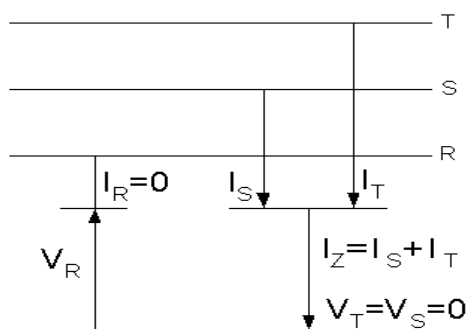 T
S
R
I_R=0
I_S
I_T
V_R
I_Z=I_S+I_T
V_T=V_S=0